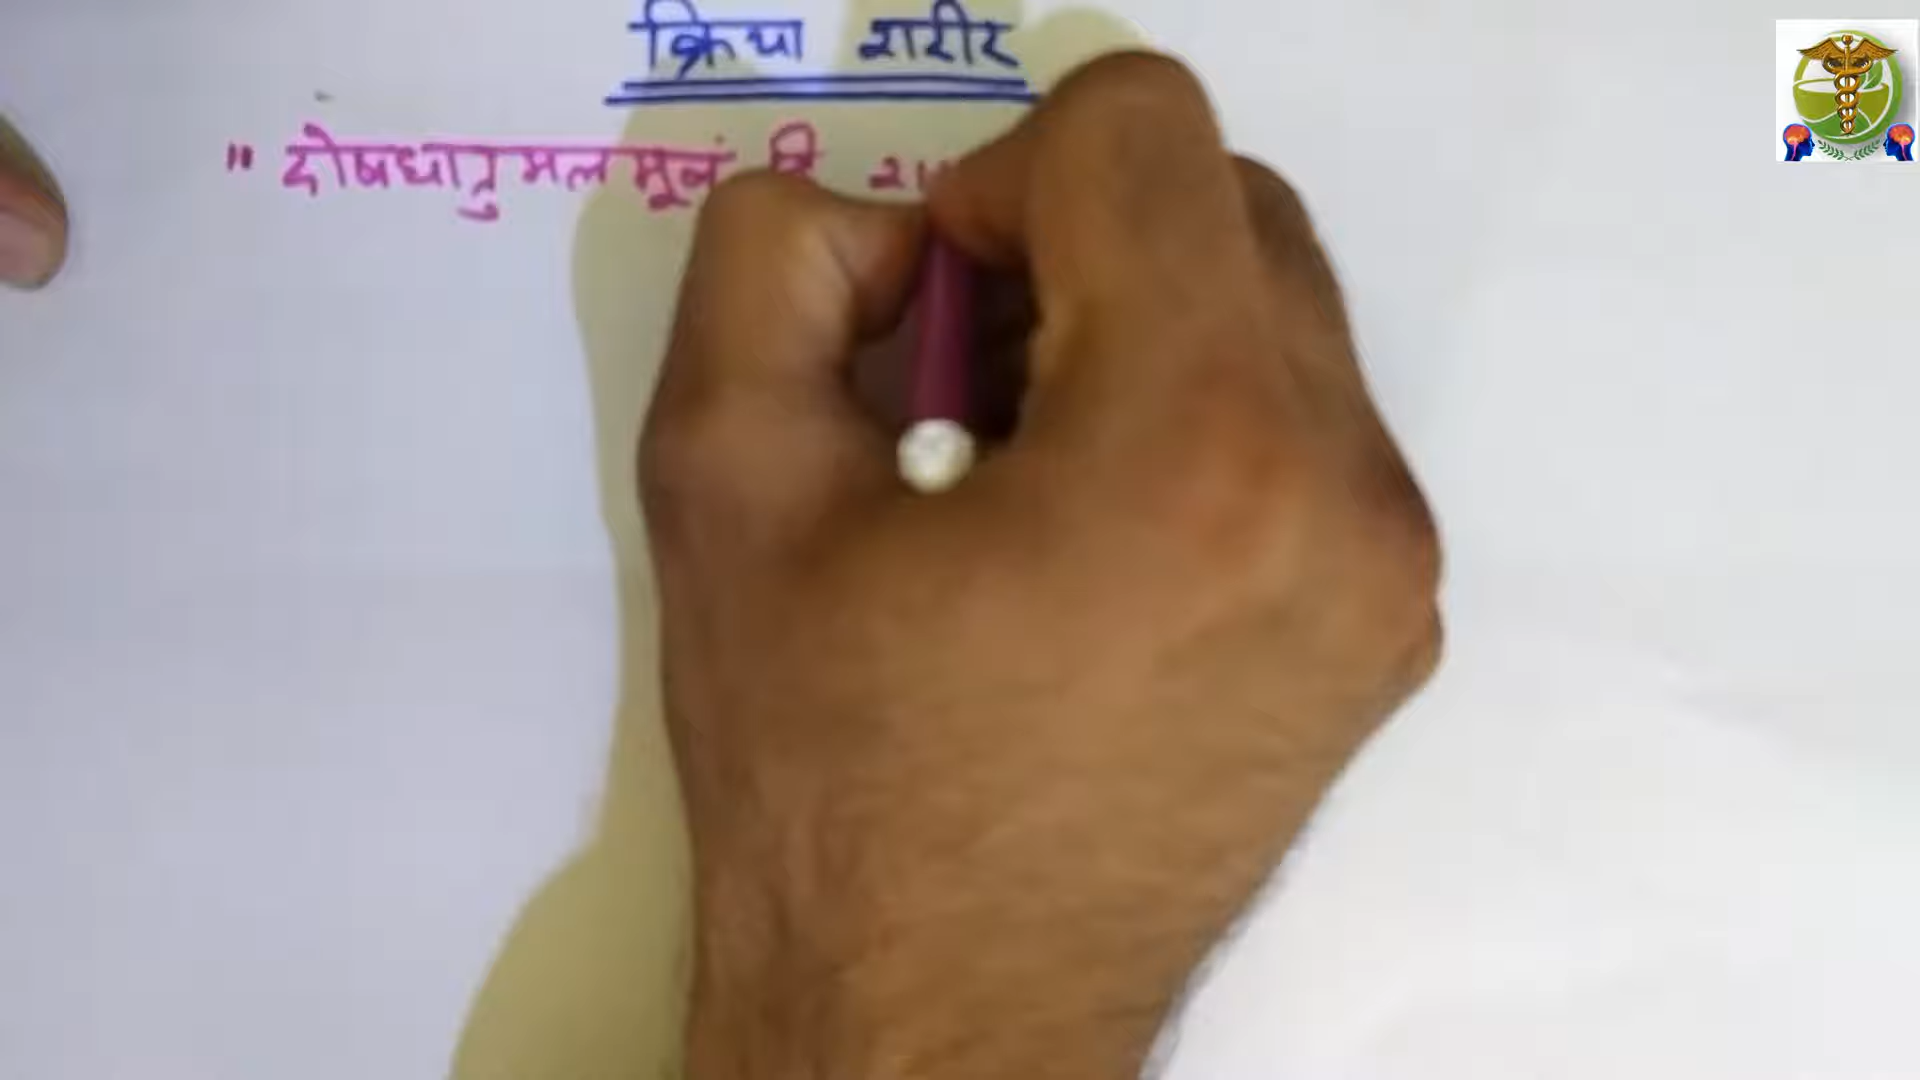 क्रिया शरीर
" दोषधातु मलमूलं हि